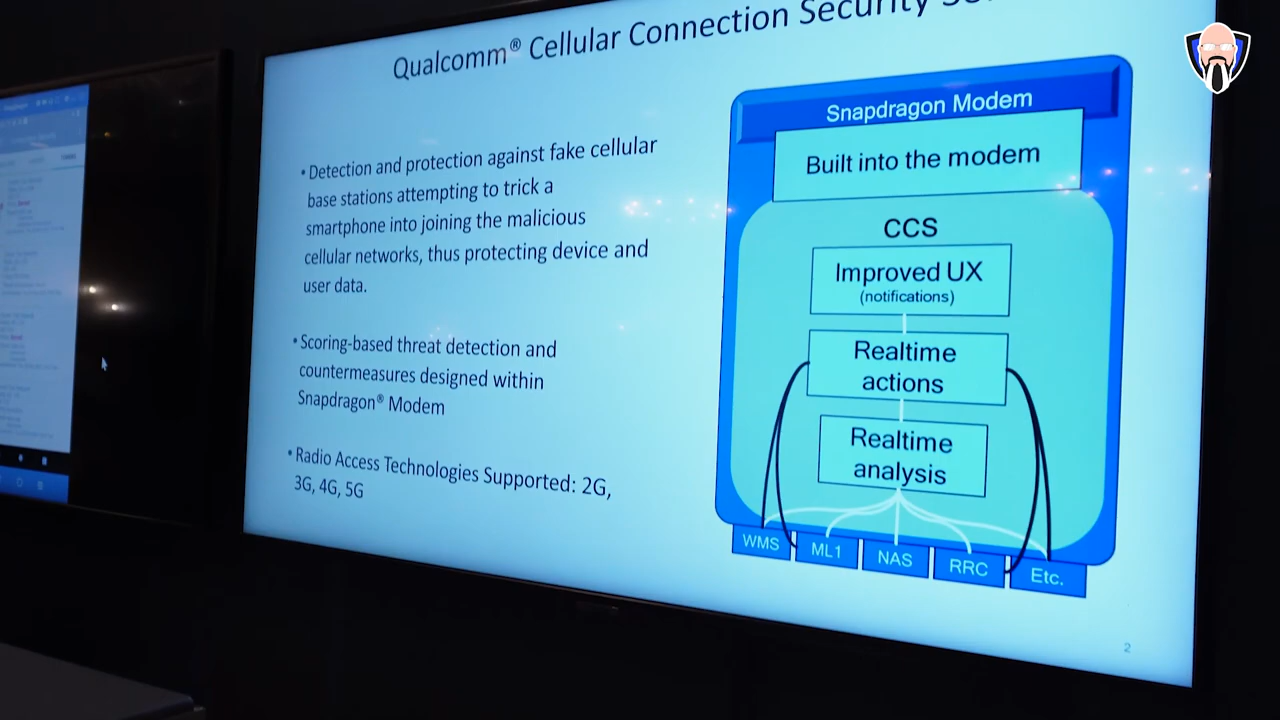 Qualcomm® Cellular Connection Security
• Detection and protection against fake cellular
base stations attempting to trick a
smartphone into joining the malicious
cellular networks, thus protecting device and
user data.
• Scoring-based threat detection and
countermeasures designed within
Snapdragon® Modem
• Radio Access Technologies Supported: 2G,
3G, 4G, 5G
Snapdragon Modem
Built into the modem
CCS
Improved UX
(notifications)
Realtime
actions
Realtime
analysis
WMS
ML1
NAS
RRC
Etc.
2